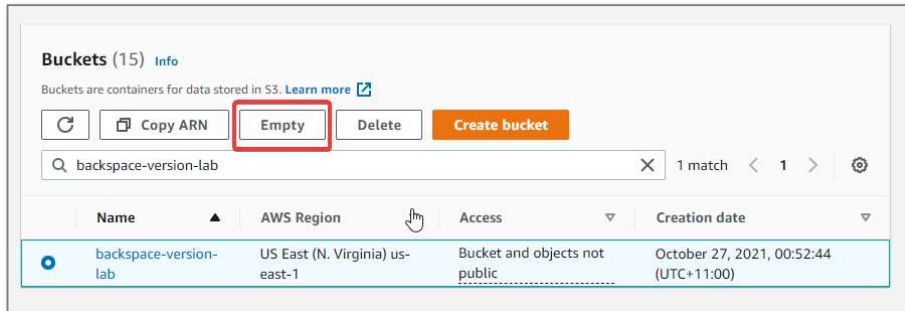 Buckets (15) Info
Buckets are containers for data stored in S3. Learn more
Copy ARN Empty Delete Create bucket
backspace-version-lab 1 match 1
Name AWS Region Access Creation date
backspace-version- US East (N. Virginia) us- Bucket and objects not October 27, 2021, 00:52:44
lab east-1 public (UTC+11:00)